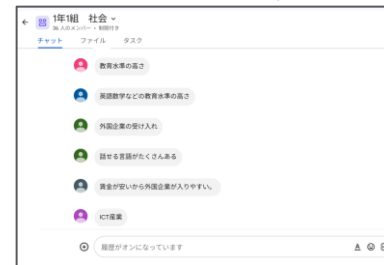 1年1組 社会
36 人のメンバー・制限付き
チャット ファイル タスク
教育水準の高さ
英語数学などの教育水準の高さ
外国企業の受け入れ
話せる言語がたくさんある
賃金が安いから外国企業が入りやすい。
ICT産業
履歴がオンになっています